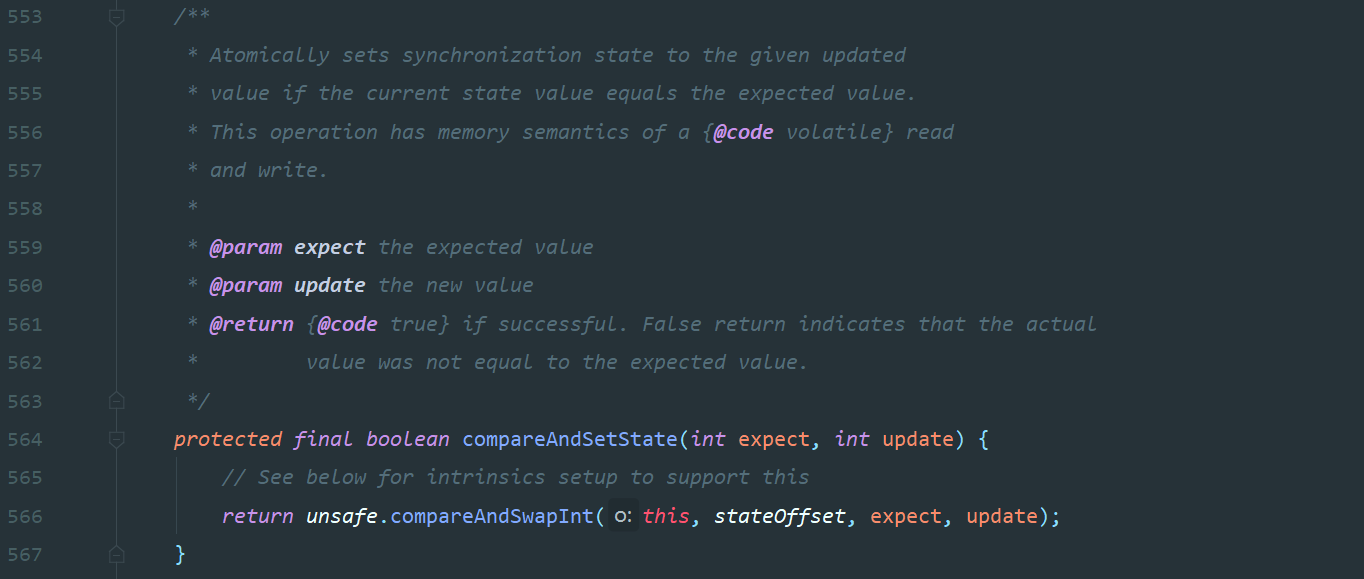 553 /**
554 * Atomically sets synchronization state to the given updated
555 * value if the current state value equals the expected value.
556 * This operation has memory semantics of a {@code volatile} read
557 * and write.
558 *
559 * @param expect the expected value
560 * @param update the new value
561 * @return {@code true} if successful. False return indicates that the actual
562 * value was not equal to the expected value.
563 */
564 protected final boolean compareAndSetState(int expect, int update) {
565 // See below for intrinsics setup to support this
566 return unsafe.compareAndSwapInt( o: this, stateOffset, expect, update);
567 }